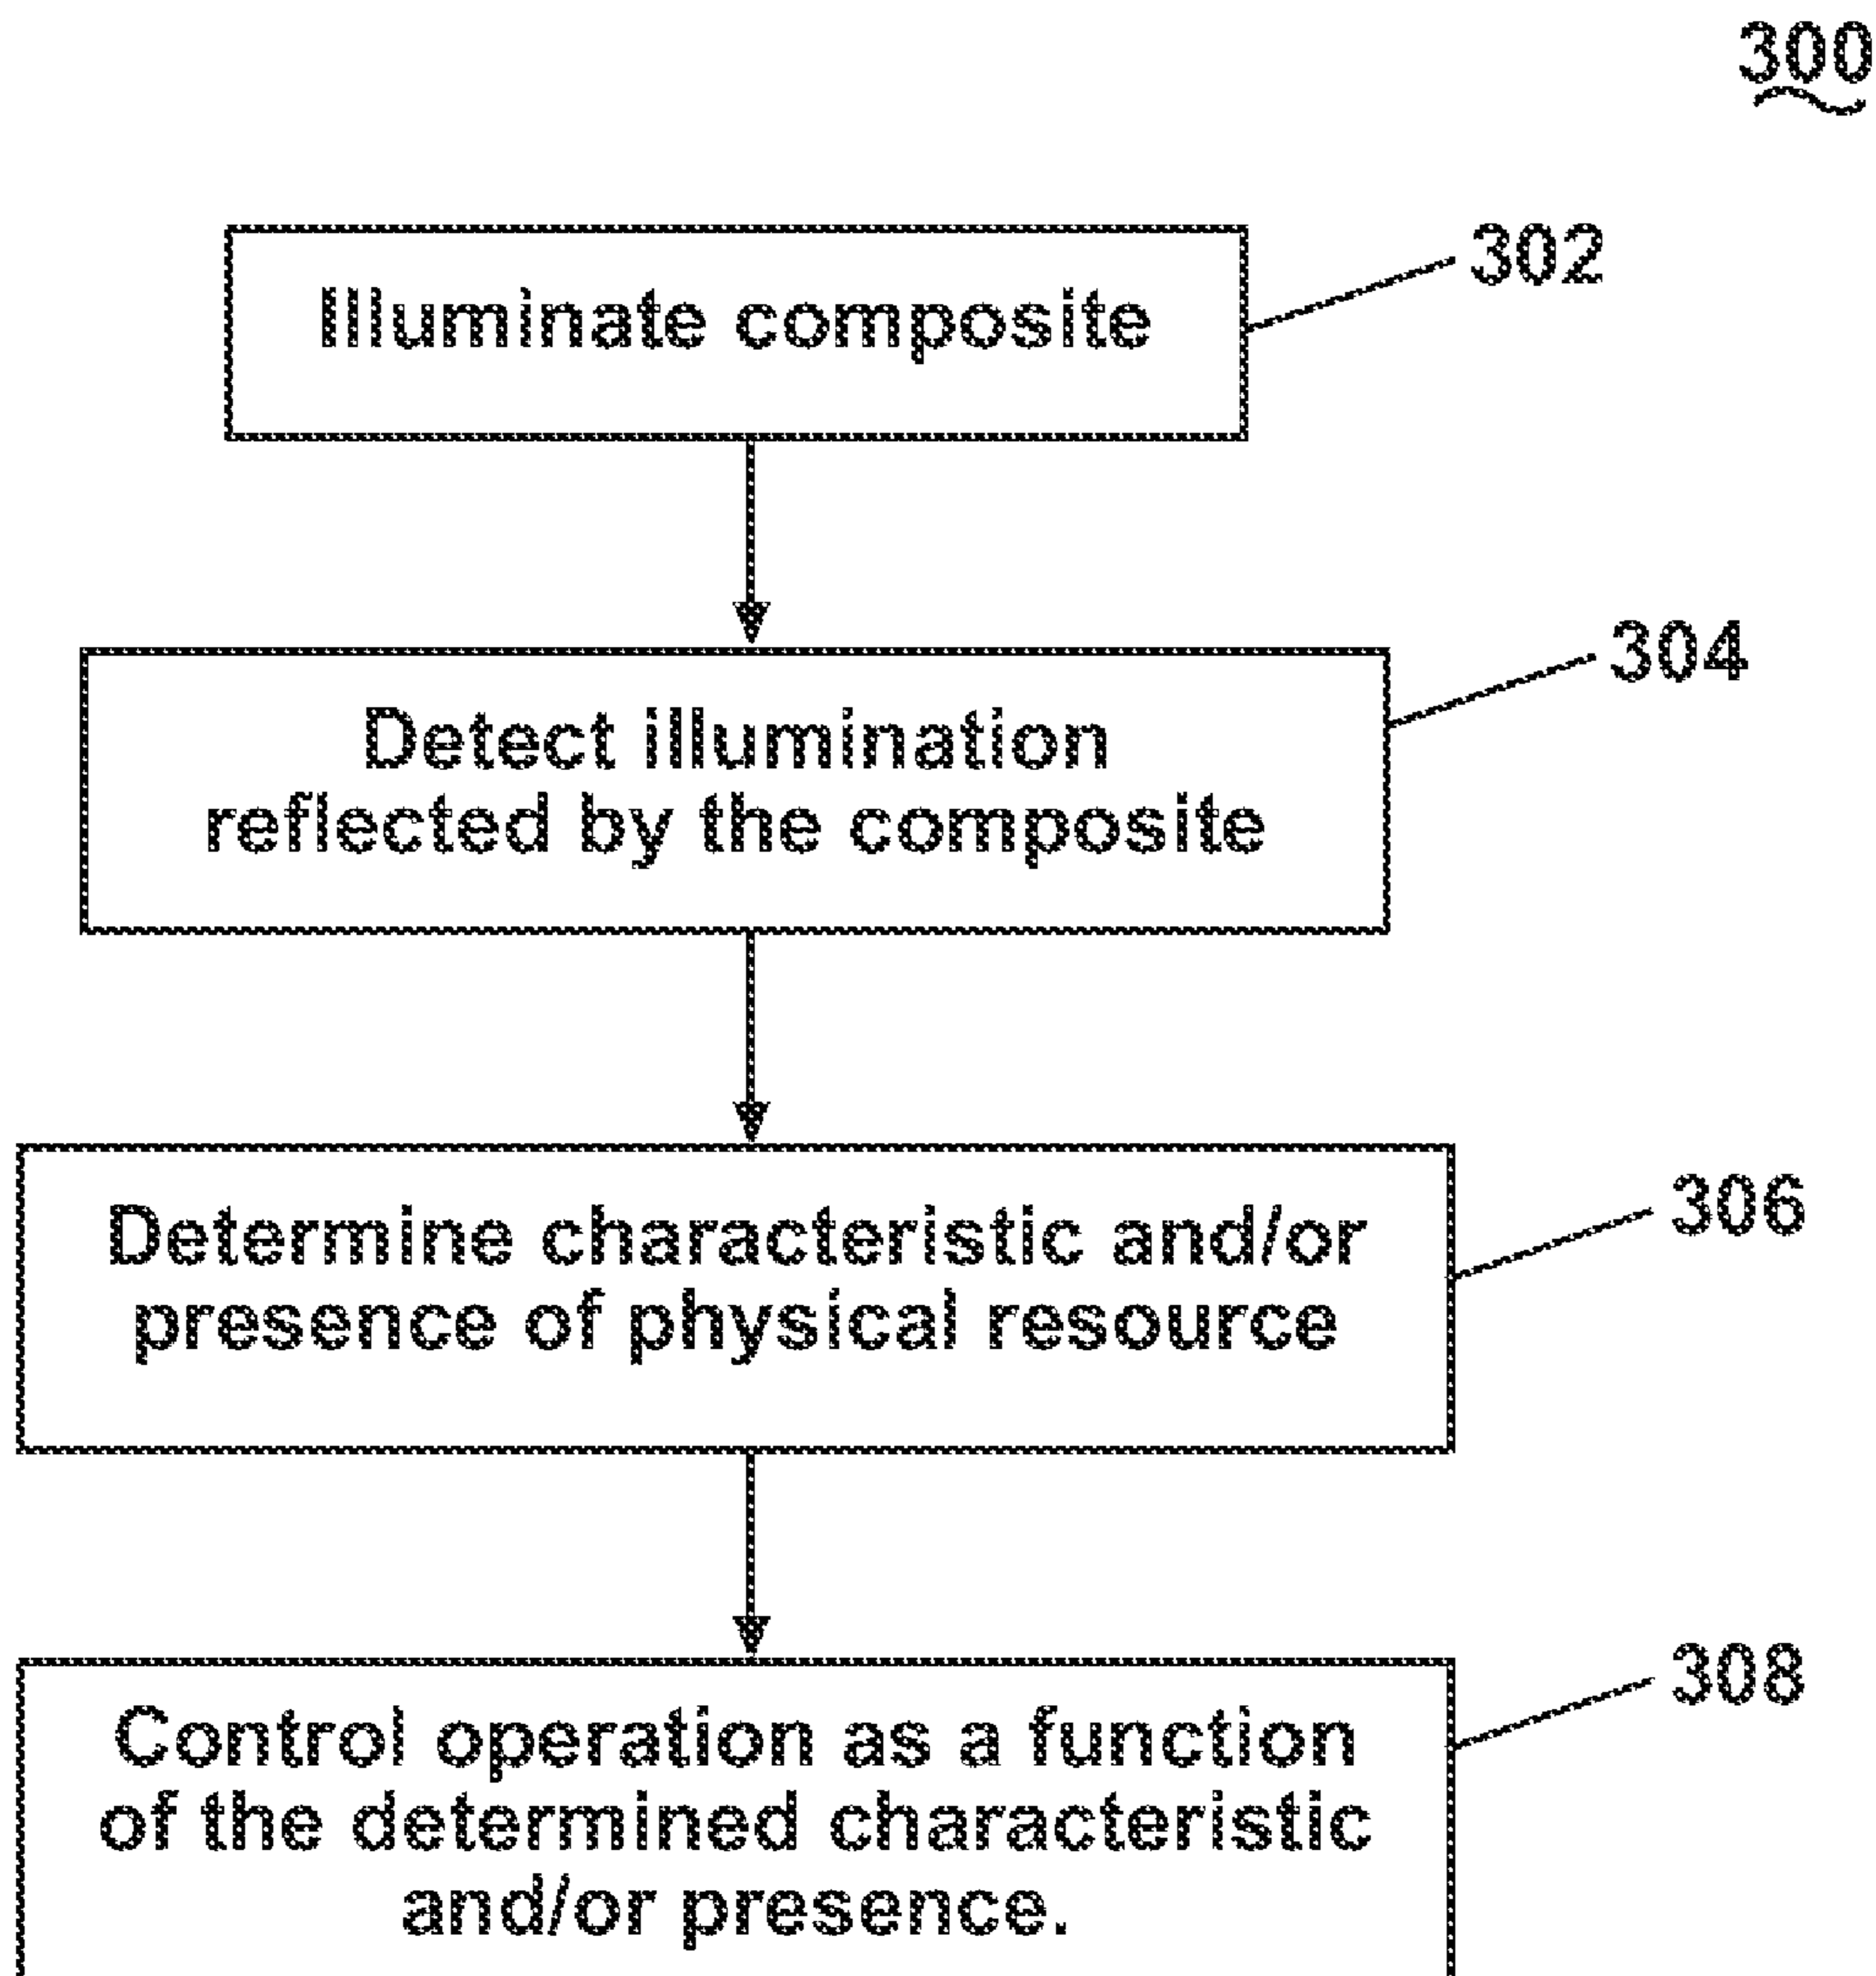 300
Illuminate composite
302
Detect illumination
reflected by the composite
304
Determine characteristic and/or
presence of physical resource
306
Control operation as a function
of the determined characteristic
and/or presence.
308